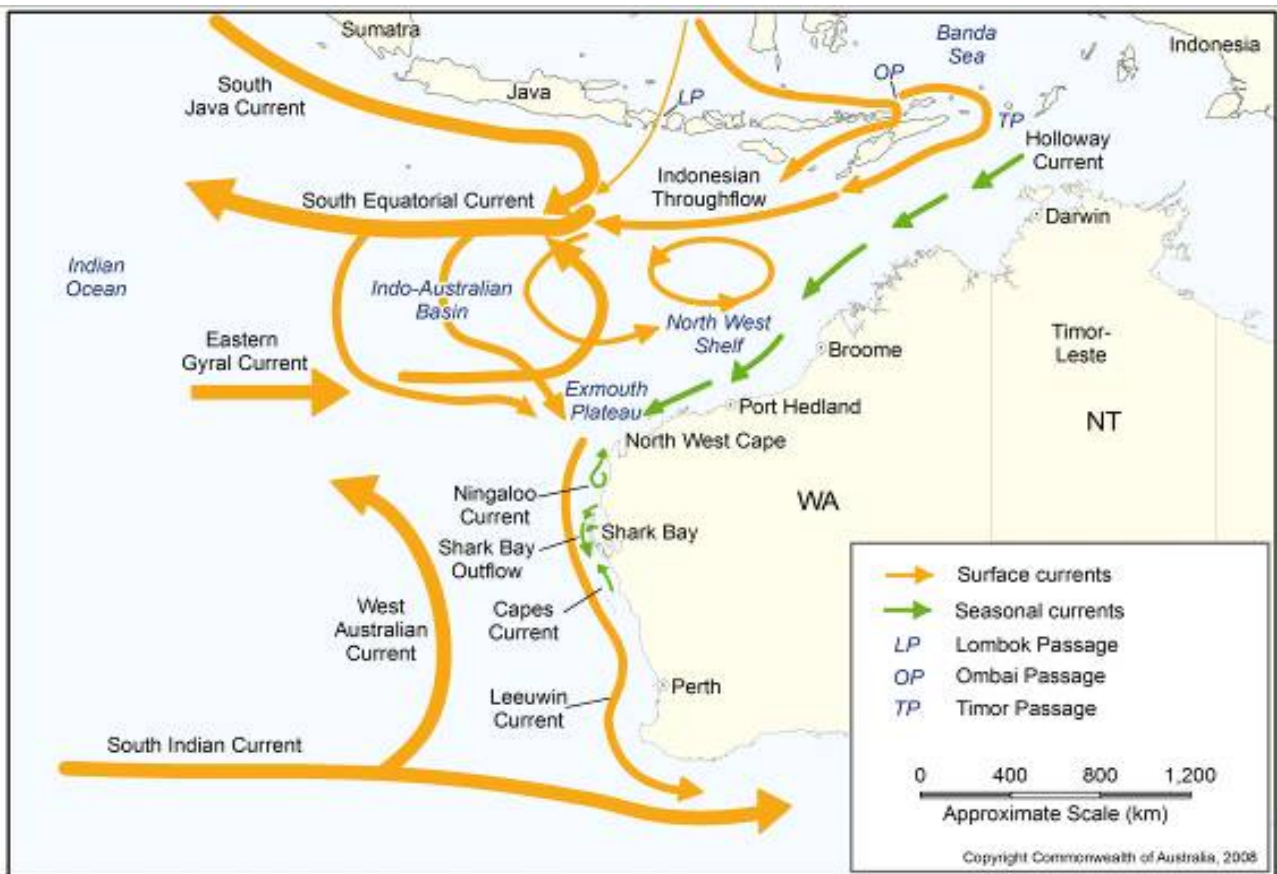 Sumatra
Banda
Sea
Indonesia
South
Java Current
Java
OP
LP
TP
Holloway
Current
Indonesian
Throughflow
South Equatorial Current
Darwin
Indian
Ocean
Indo-Australian
Basin
North West
Shelf
Timor-
Leste
Eastern
Gyral Current
Broome
Exmouth
Plateau
Port Hedland
NT
North West Cape
Ningaloo
Current
WA
Shark Bay
Shark Bay
Outflow
West
Australian
Current
Capes
Current
Perth
Leeuwin
Current
South Indian Current
Surface currents
Seasonal currents
LP Lombok Passage
OP Ombai Passage
TP Timor Passage
0 400 800 1,200
Approximate Scale (km)
Copyright Commonwealth of Australia, 2008